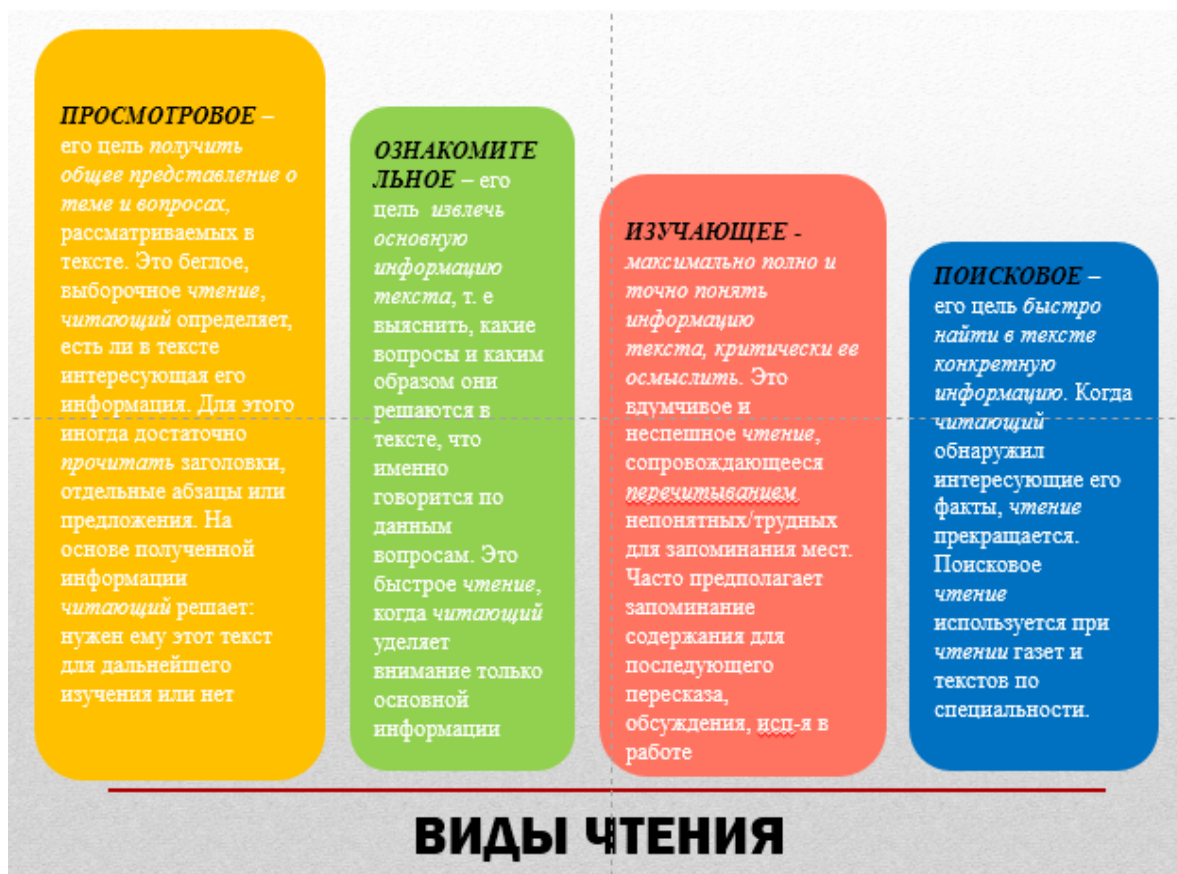 ПРОСМОТРОВОЕ –
его цель получить
общее представление о
теме и вопросах,
рассматриваемых в
тексте. Это беглое,
выборочное чтение,
читающий определяет,
есть ли в тексте
интересующая его
информация. Для этого
иногда достаточно
прочитать заголовки,
отдельные абзацы или
предложения. На
основе полученной
информации
читающий решает:
нужен ему этот текст
для дальнейшего
изучения или нет
ОЗНАКОМИТЕ
ЛЬНОЕ – его
цель извлечь
основную
информацию
текста, т. е
выяснить, какие
вопросы и каким
образом они
решаются в
тексте, что
именно
говорится по
данным
вопросам. Это
быстрое чтение,
когда читающий
уделяет
внимание только
основной
информации
ИЗУЧАЮЩЕЕ -
максимально полно и
точно понять
информацию
текста, критически ее
осмыслить. Это
вдумчивое и
неспешное чтение,
сопровождающееся
перечитыванием
непонятных/трудных
для запоминания мест.
Часто предполагает
запоминание
содержания для
последующего
пересказа,
обсуждения, исп-я в
работе
ПОИСКОВОЕ –
его цель быстро
найти в тексте
конкретную
информацию. Когда
читающий
обнаружил
интересующие его
факты, чтение
прекращается.
Поисковое
чтение
используется при
чтении газет и
текстов по
специальности.
ВИДЫ ЧТЕНИЯ